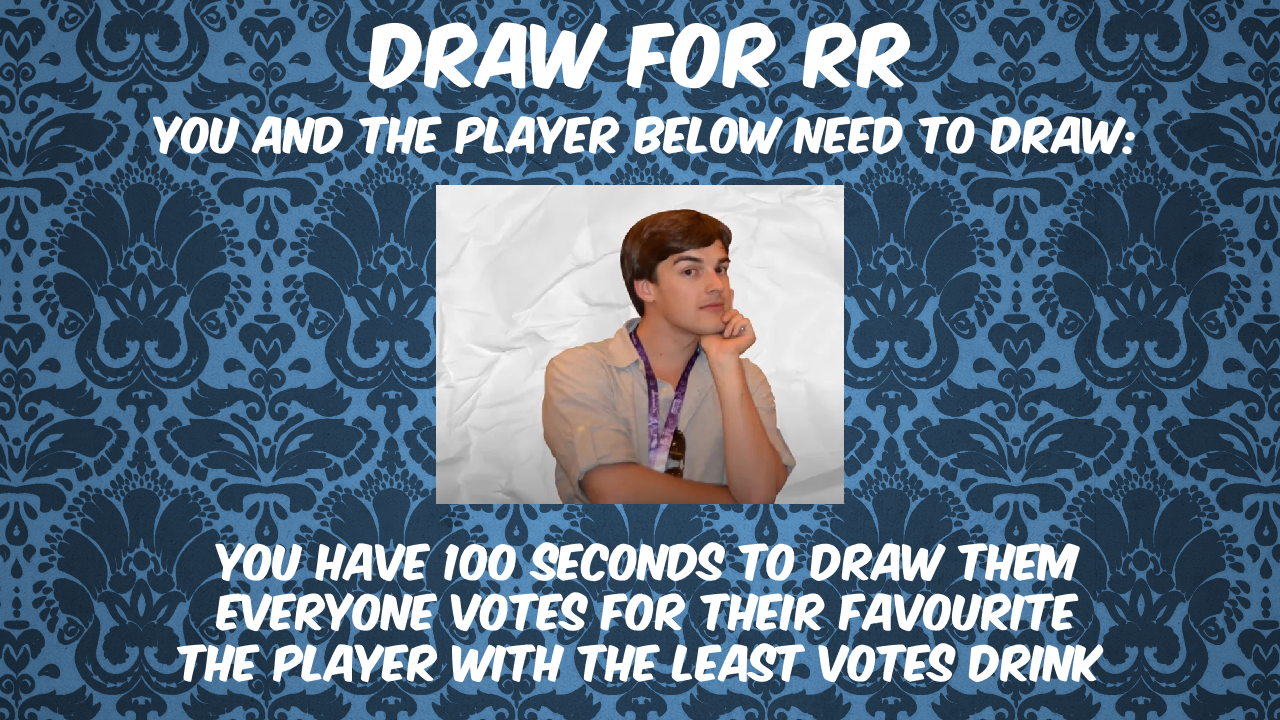 DRAW FOR RR
YOU AND THE PLAYER BELOW NEED TO DRAW:
YOU HAVE 100 SECONDS TO DRAW THEM
EVERYONE VOTES FOR THEIR FAVOURITE
THE PLAYER WITH THE LEAST VOTES DRINK